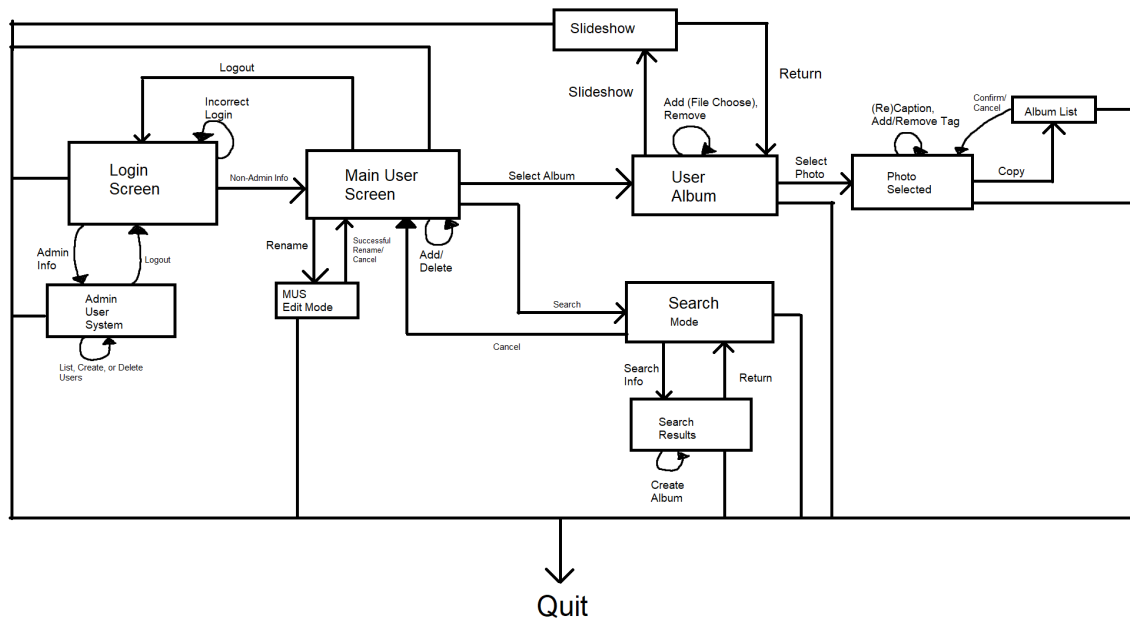 Slideshow
Logout
Slideshow
Return
Incorrect
Login
Add (File Choose),
Remove
(Re)Caption,
Add/Remove Tag
Confirm/
Cancel
Album List
Login
Screen
Non-Admin Info
Main User
Screen
Select Album
User
Album
Select
Photo
Photo
Selected
Copy
Admin
Info
Logout
Rename
Successful
Rename/
Cancel
Add/
Delete
Admin
User
System
MUS
Edit Mode
Search
Search
Mode
Cancel
List, Create, or Delete
Users
Search
Info
Return
Search
Results
Create
Album
Quit